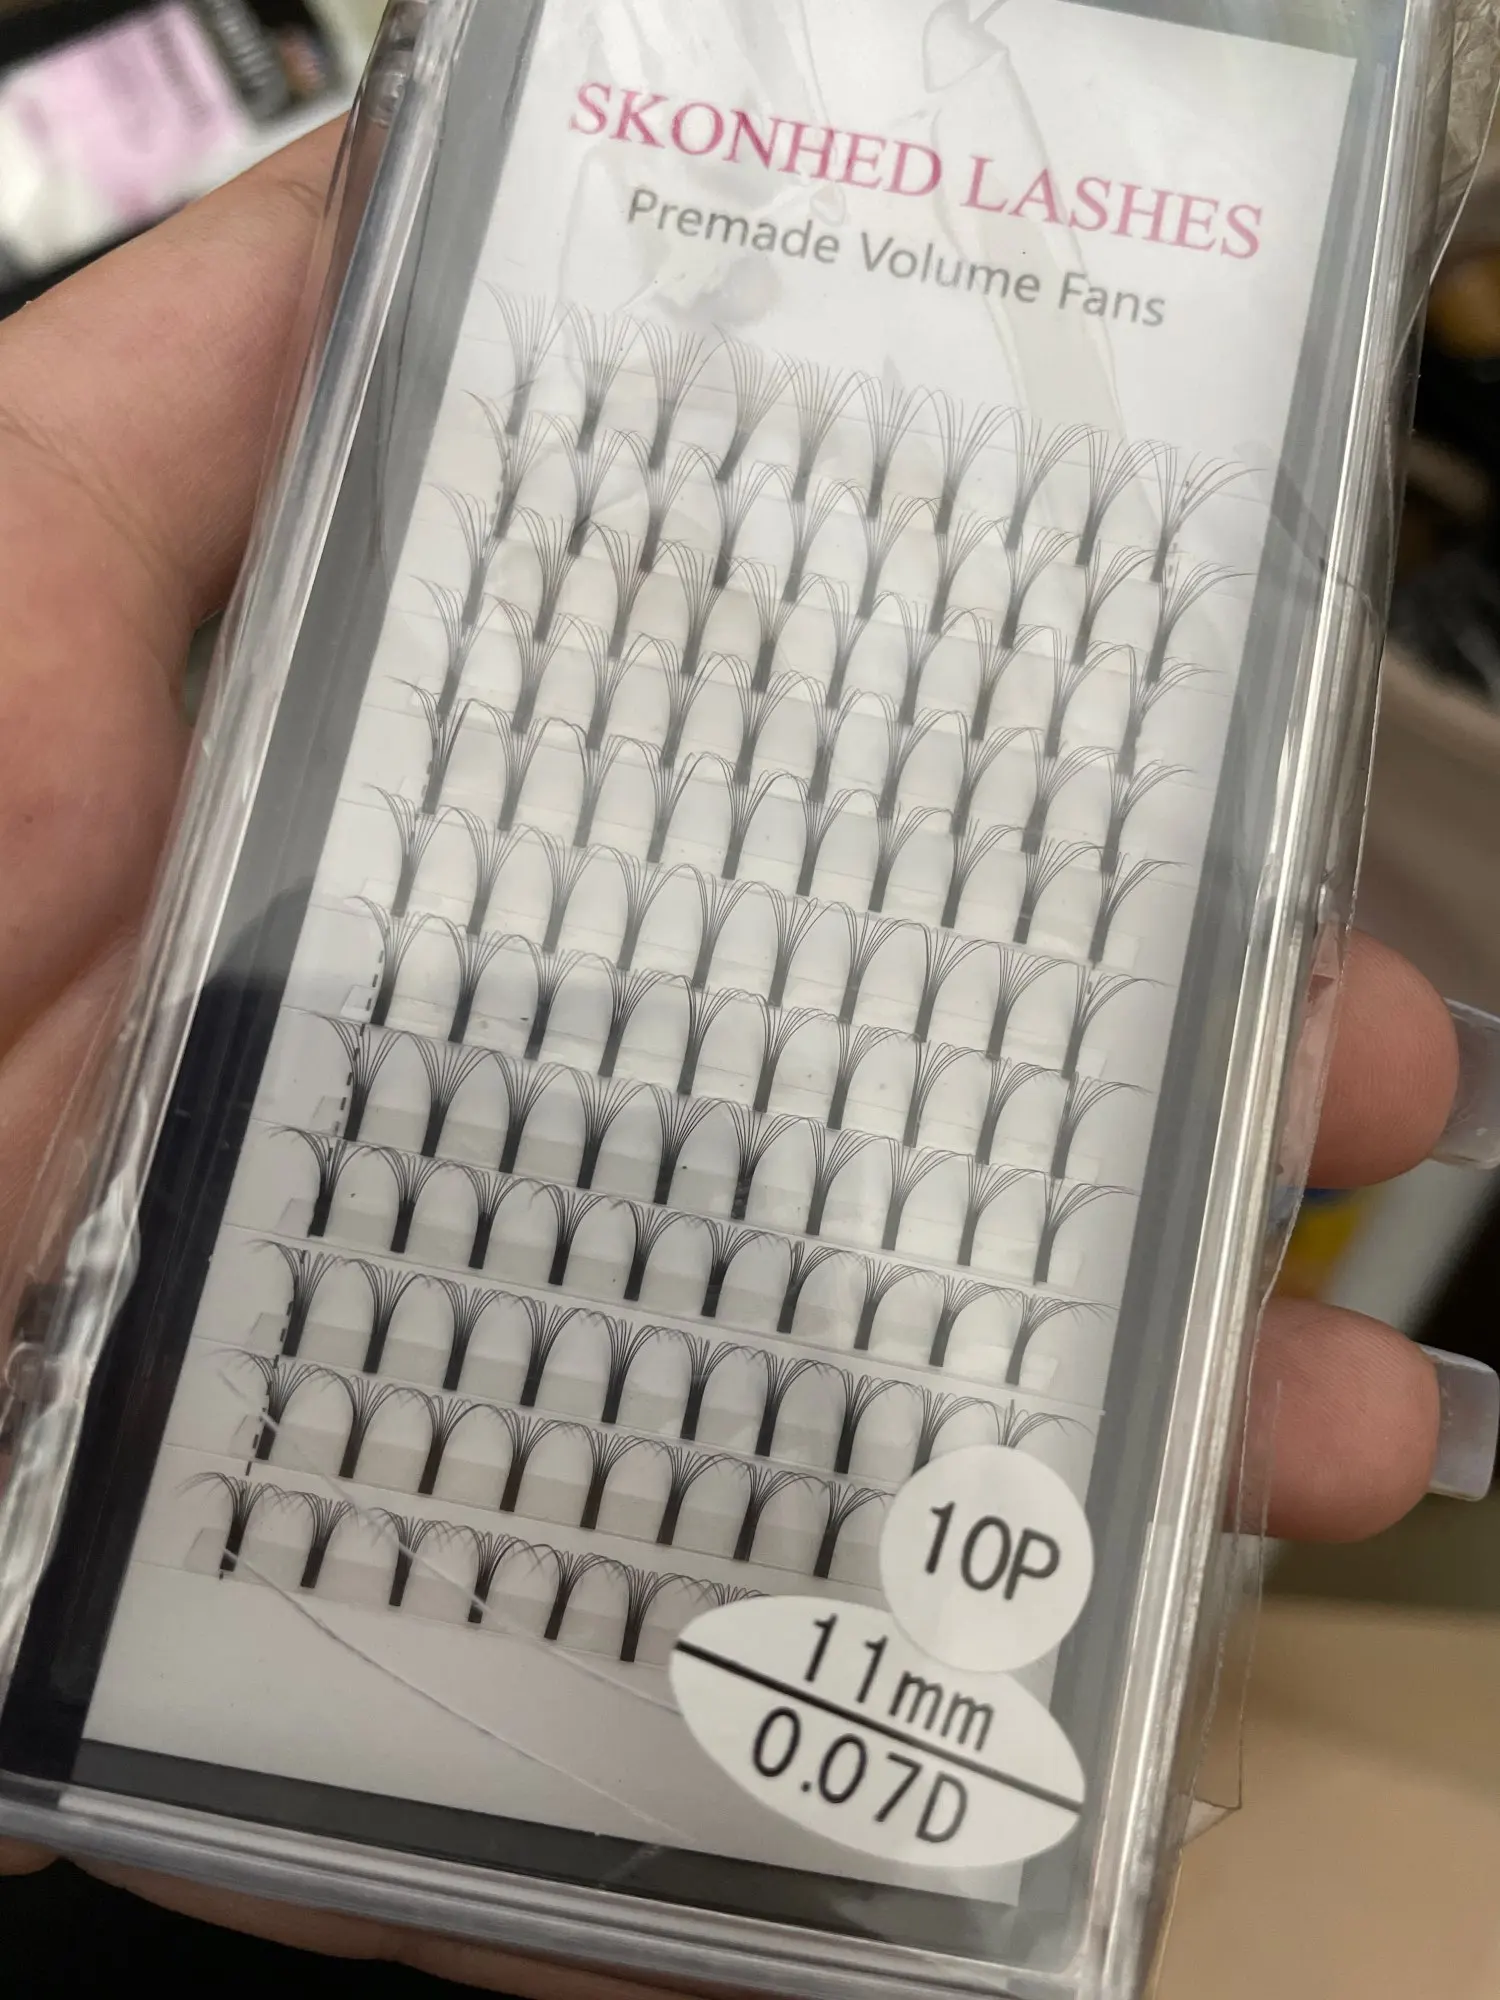 SKONHED LASHES
Premade Volume Fans
10P
11mm
0.07D